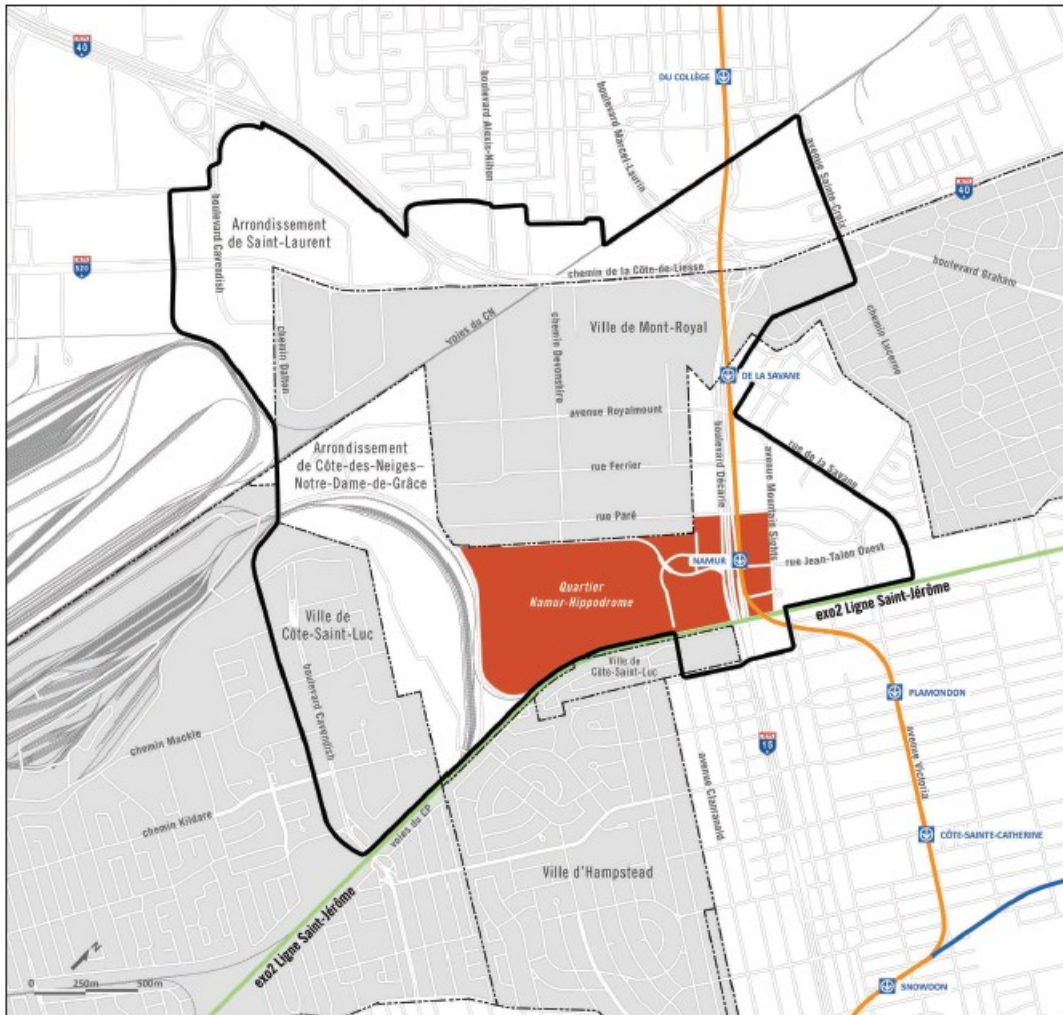 40
DU COLLÈGE
boulevard Alexis-Nihon
boulevard Marcel-Laurin
avenue Sainte-Croix
40
boulevard Cavendish
Arrondissement
de Saint-Laurent
520
chemin de la Côte-de-Liesse
boulevard Graham
voies du CN
Ville de Mont-Royal
chemin Dalton
chemin Devonshire
chemin Lucerne
DE LA SAVANE
avenue Royalmount
boulevard Décarie
rue de la Savane
Arrondissement
de Côte-des-Neiges–
Notre-Dame-de-Grâce
rue Ferrier
avenue Mountain Sights
rue Paré
NAMUR
rue Jean-Talon Ouest
Quartier
Namur-Hippodrome
exo2 Ligne Saint-Jérôme
Ville de
Côte-Saint-Luc
Ville de
Côte-Saint-Luc
boulevard Cavendish
PLAMONDON
chemin Mackle
15
avenue Victoria
avenue Clanranald
chemin Kildare
voies du CP
CÔTE-SAINTE-CATHERINE
Ville d'Hampstead
exo2 Ligne Saint-Jérôme
N
0 250m 500m
SNOWDON